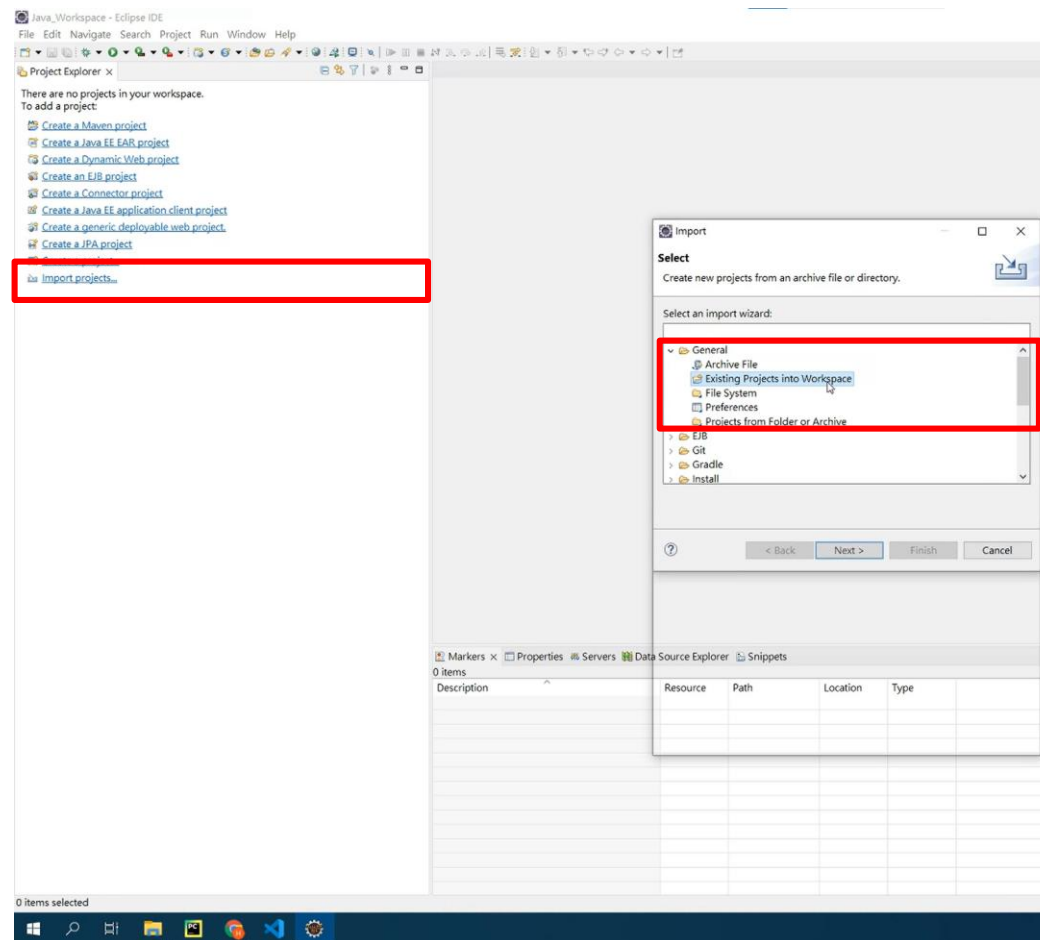 Java_Workspace - Eclipse IDE
File Edit Navigate Search Project Run Window Help
Project Explorer
There are no projects in your workspace.
To add a project:
Create a Maven project
Create a Java EE EAR project
Create a Dynamic Web project
Create an EJB project
Create a Connector project
Create a Java EE application client project
Create a generic deployable web project.
Create a JPA project
Import projects...
Import
Select
Create new projects from an archive file or directory.
Select an import wizard:
General
Archive File
Existing Projects into Workspace
File System
Preferences
Projects from Folder or Archive
EJB
Git
Gradle
Install
< Back Next > Finish Cancel
Markers Properties Servers Data Source Explorer Snippets
0 items
Description Resource Path Location Type
0 items selected